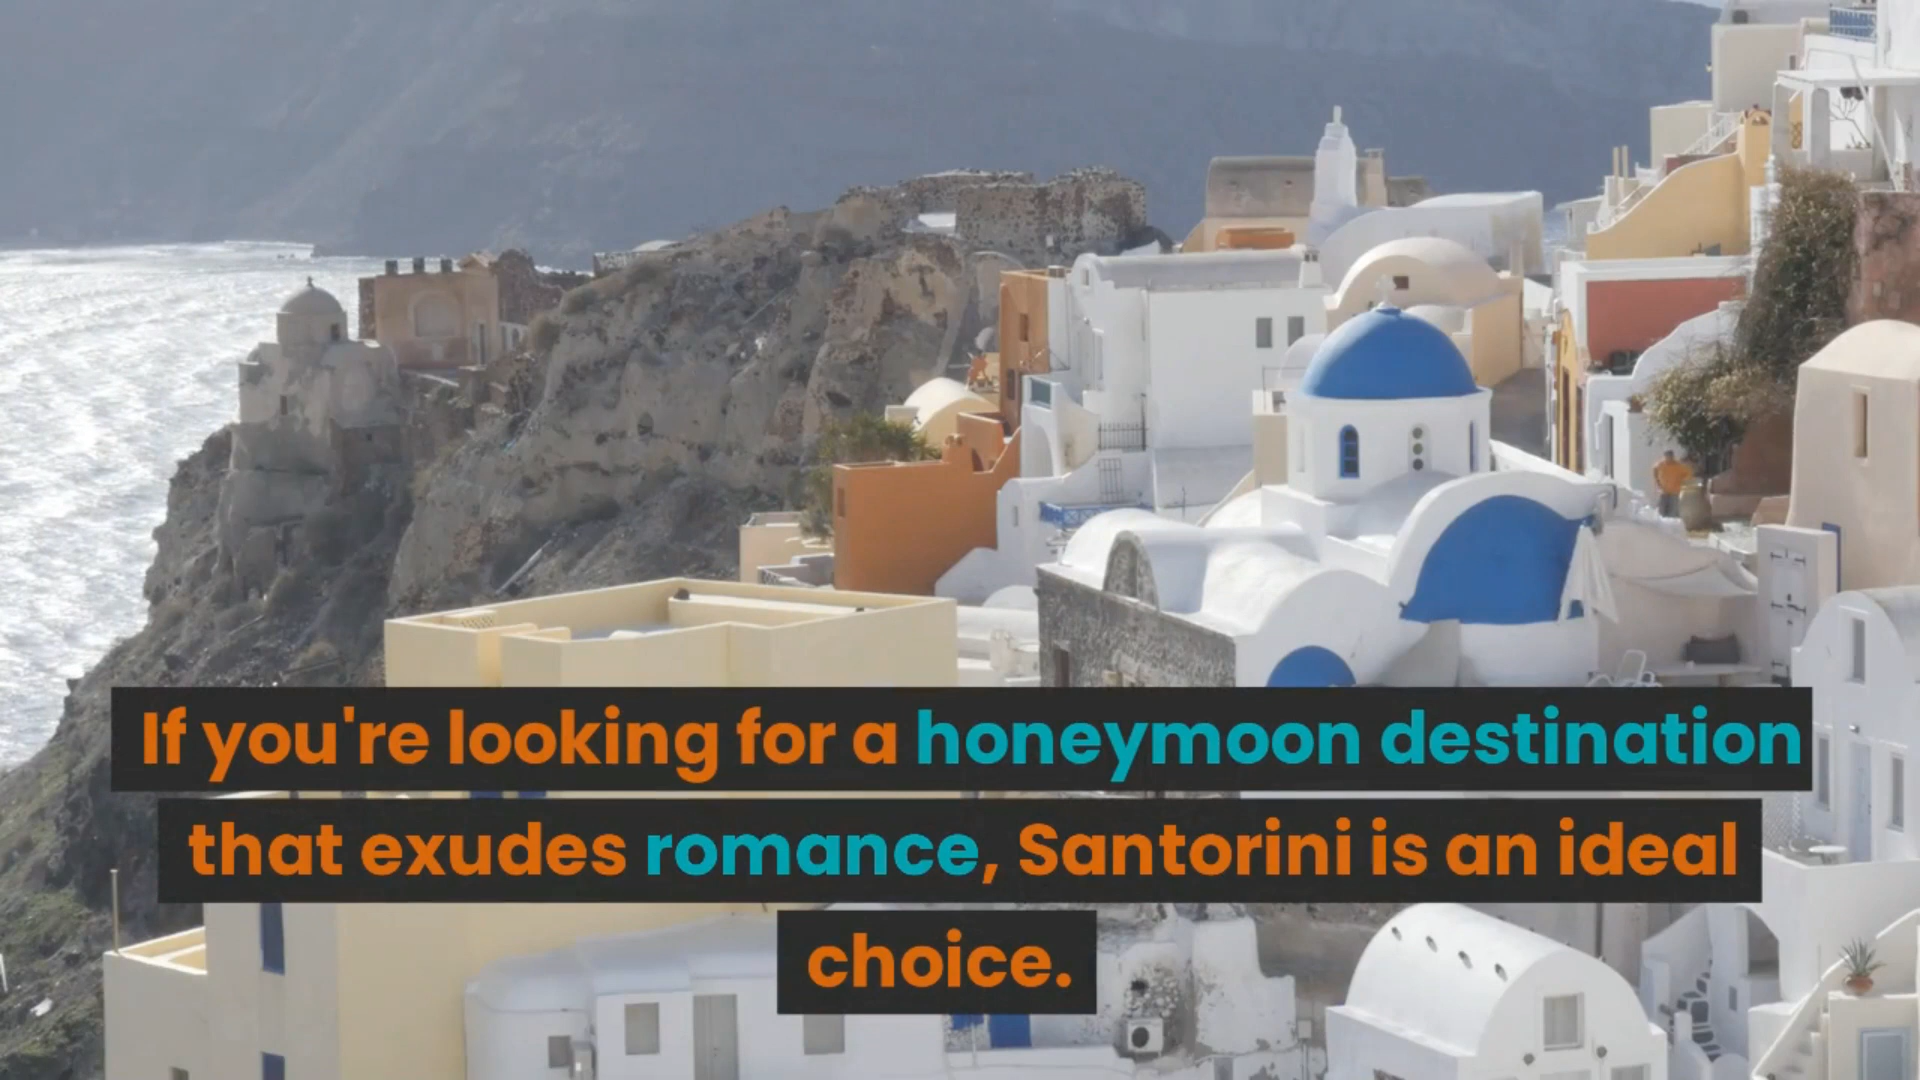 If you're looking for a honeymoon destination
that exudes romance, Santorini is an ideal
choice.